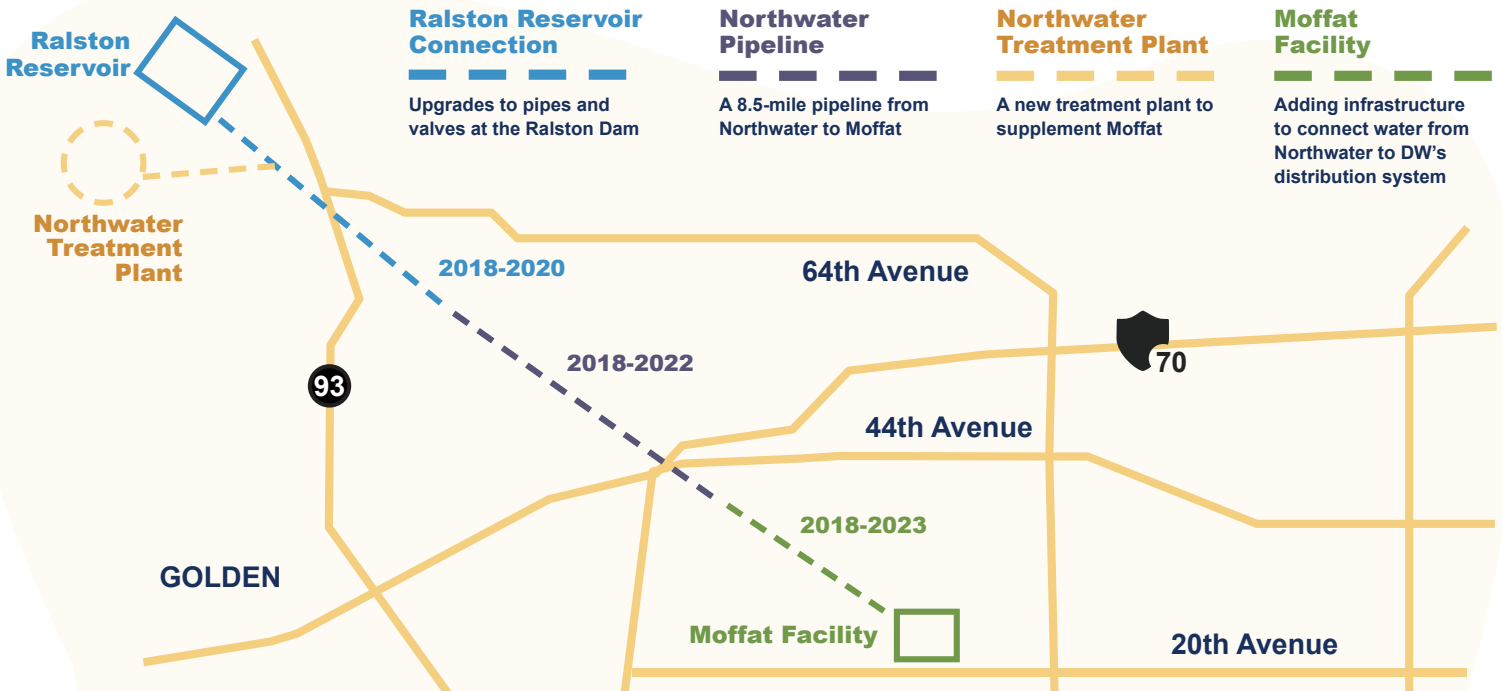 Ralston
Reservoir
Ralston Reservoir
Connection
Upgrades to pipes and
valves at the Ralston Dam
Northwater
Pipeline
A 8.5-mile pipeline from
Northwater to Moffat
Northwater
Treatment Plant
A new treatment plant to
supplement Moffat
Moffat
Facility
Adding infrastructure
to connect water from
Northwater to DW's
distribution system
Northwater
Treatment
Plant
2018-2020
64th Avenue
2018-2022
70
93
44th Avenue
2018-2023
GOLDEN
Moffat Facility
20th Avenue